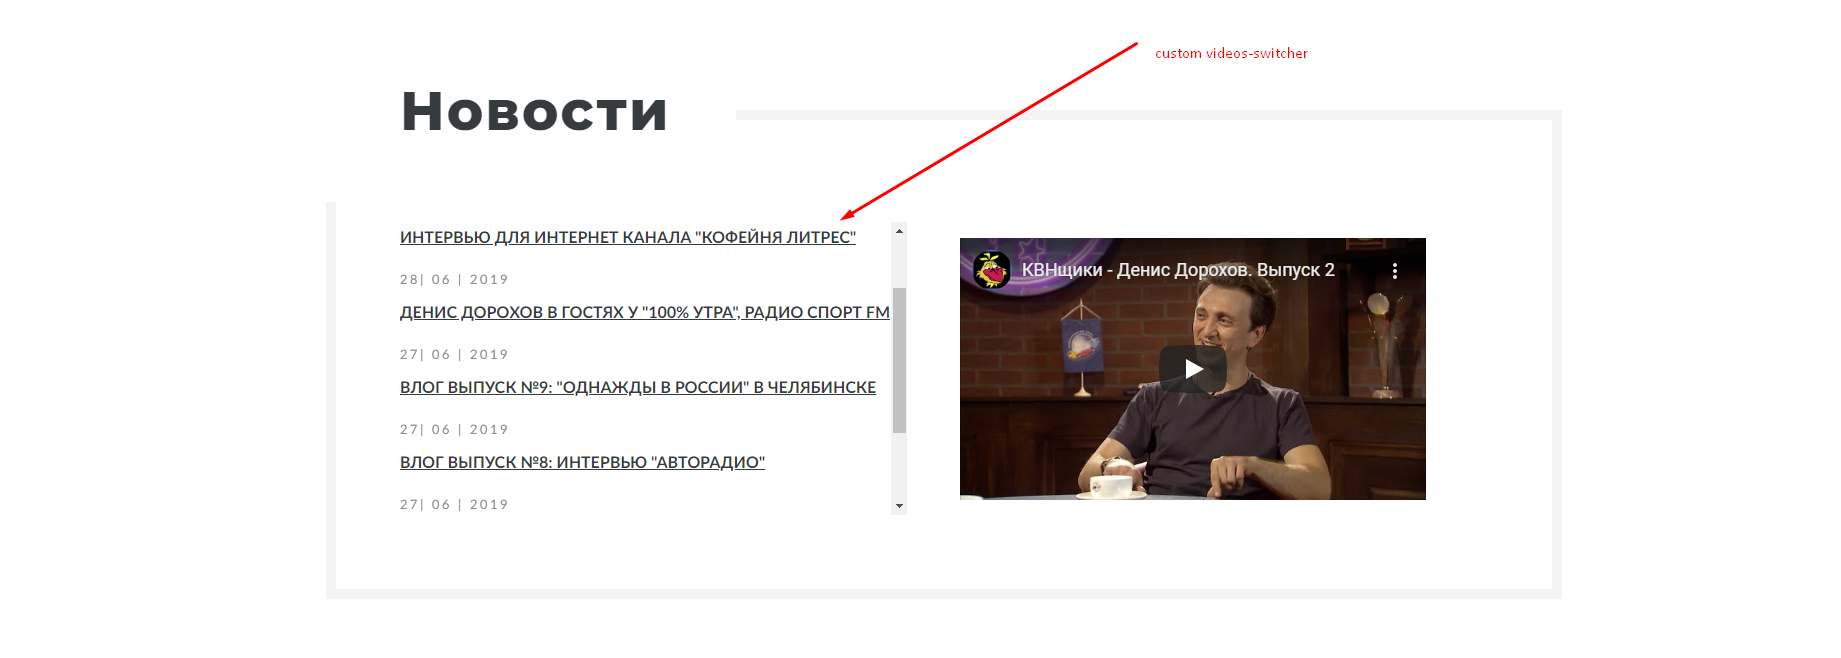 custom videos-switcher
Новости
ИНТЕРВЬЮ ДЛЯ ИНТЕРНЕТ КАНАЛА "КОФЕЙНЯ ЛИТРЕС"
28| 06 | 2019
ДЕНИС ДОРОХОВ В ГОСТЯХ У "100% УТРА", РАДИО СПОРТ FM
27| 06 | 2019
ВЛОГ ВЫПУСК №9: "ОДНАЖДЫ В РОССИИ" В ЧЕЛЯБИНСКЕ
27| 06 | 2019
ВЛОГ ВЫПУСК №8: ИНТЕРВЬЮ "АВТОРАДИО"
27| 06 | 2019
КВНщики - Денис Дорохов. Выпуск 2